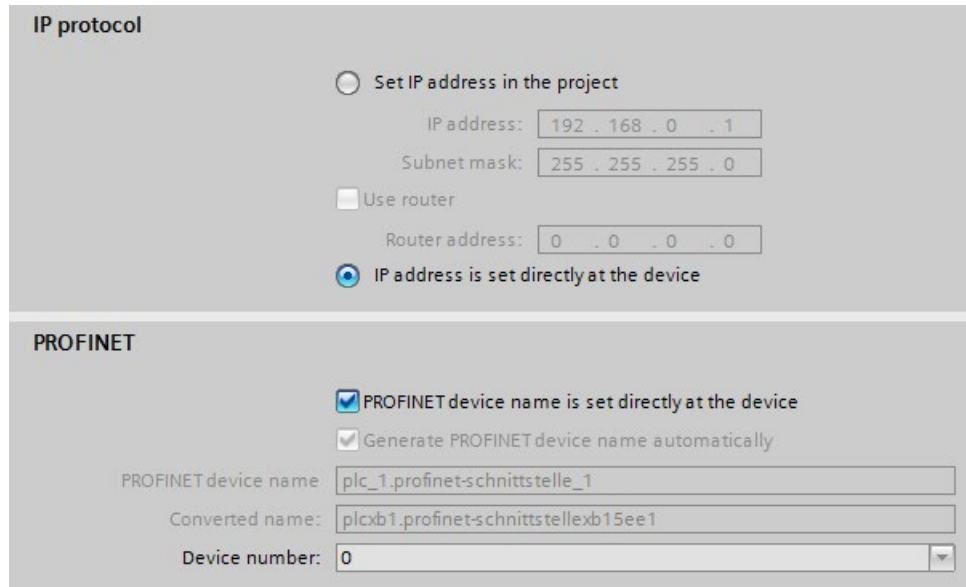 IP protocol
Set IP address in the project
IP address: 192 . 168 . 0 . 1
Subnet mask: 255 . 255 . 255 . 0
Use router
Router address: 0 . 0 . 0 . 0
IP address is set directly at the device
PROFINET
PROFINET device name is set directly at the device
Generate PROFINET device name automatically
PROFINET device name plc_1.profinet-schnittstelle_1
Converted name: plcxb1.profinet-schnittstellexb15ee1
Device number: 0